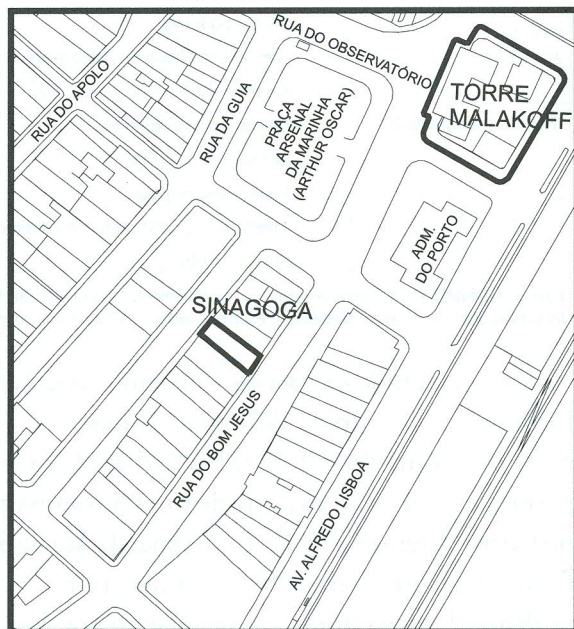 RUA DO OBSERVATÓRIO
RUA DO APOLO
RUA DA GUIA
PRAÇA
ARSENAL
DA MARINHA
(ARTHUR OSCAR)
TORRE
MALAKOFF
ADM.
DO PORTO
SINAGOGA
RUA DO BOM JESUS
AV. ALFREDO LISBOA